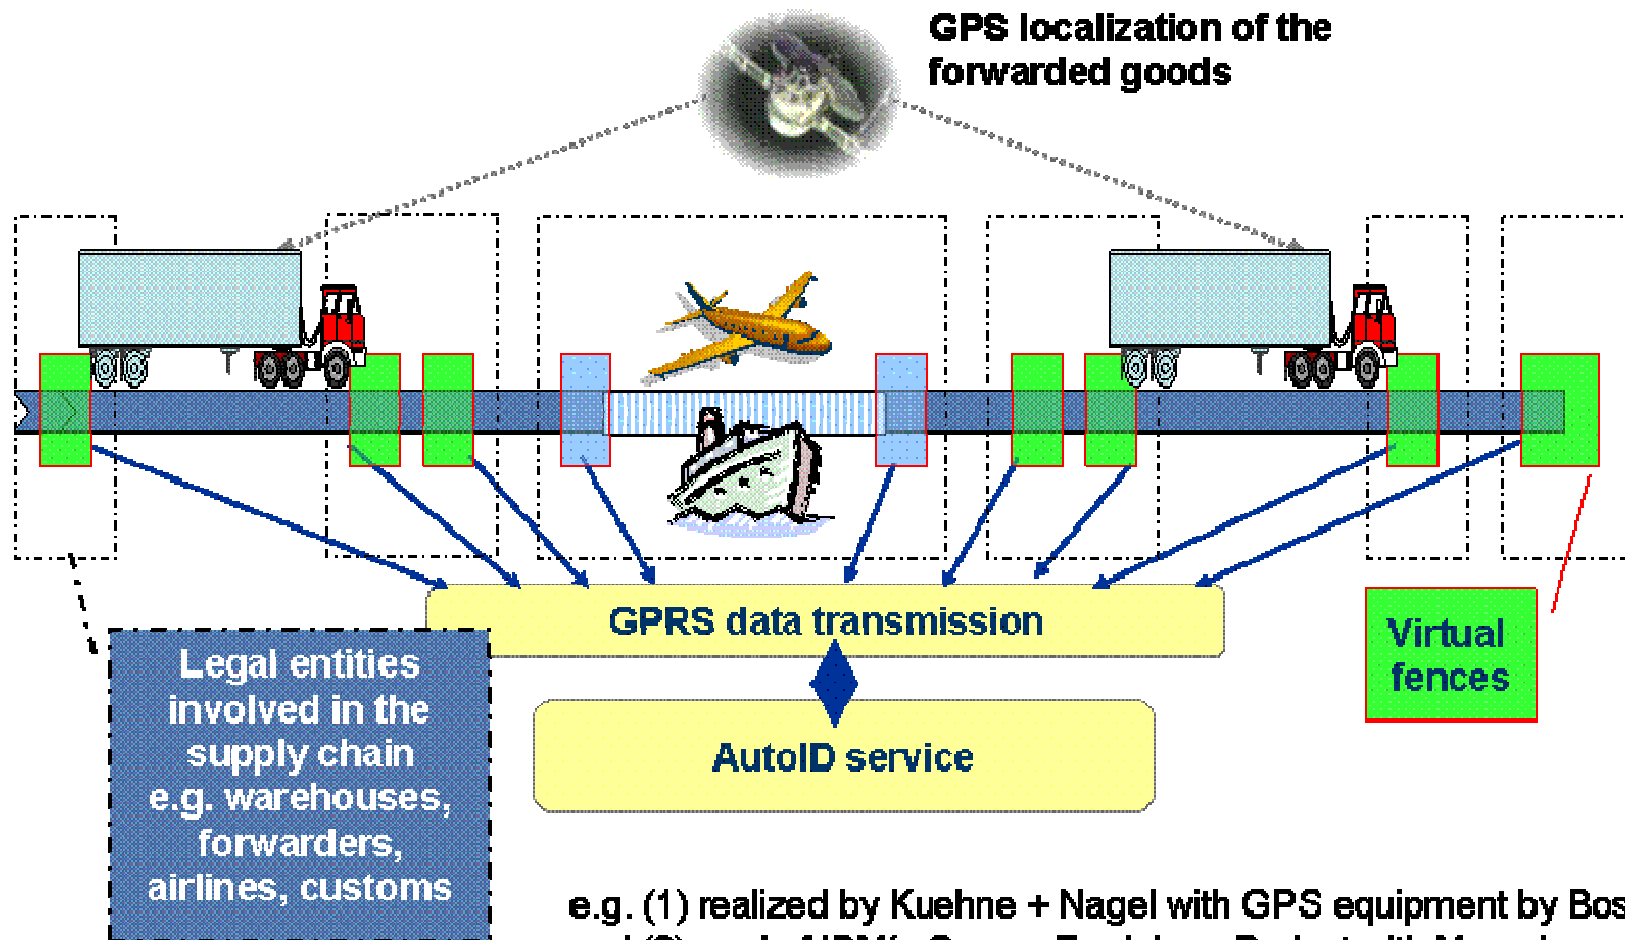 GPS localization of the
forwarded goods
GPRS data transmission
Legal entities
involved in the
supply chain
e.g. warehouses,
forwarders,
airlines, customs
AutoID service
Virtual
fences
e.g. (1) realized by Kuehne + Nagel with GPS equipment by Bos